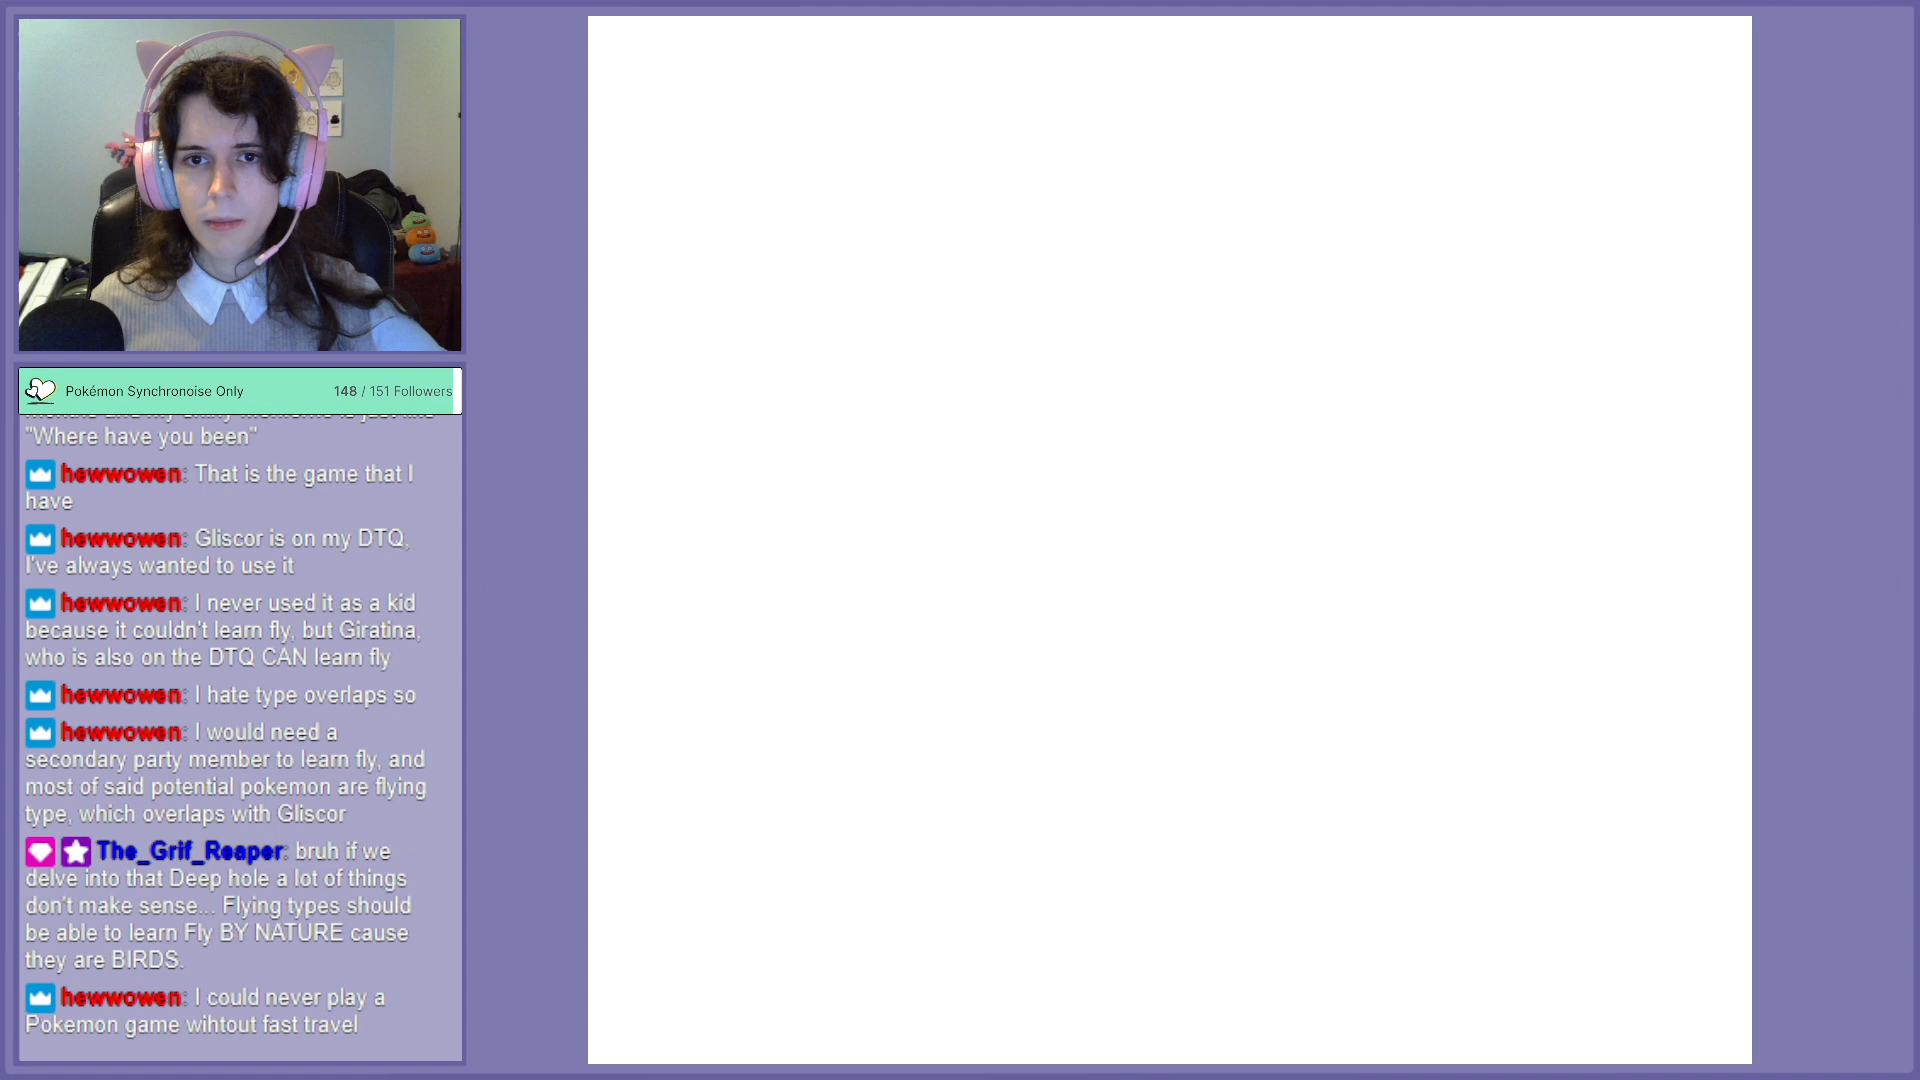 Pokémon Synchronoise Only 148 / 151 Followers
"Where have you been"
hewwowen: That is the game that I
have
hewwowen: Gliscor is on my DTQ,
I've always wanted to use it
hewwowen: I never used it as a kid
because it couldn't learn fly, but Giratina,
who is also on the DTQ CAN learn fly
hewwowen: I hate type overlaps so
hewwowen: I would need a
secondary party member to learn fly, and
most of said potential pokemon are flying
type, which overlaps with Gliscor
The_Grif_Reaper: bruh if we
delve into that Deep hole a lot of things
don't make sense... Flying types should
be able to learn Fly BY NATURE cause
they are BIRDS.
hewwowen: I could never play a
Pokemon game wihtout fast travel